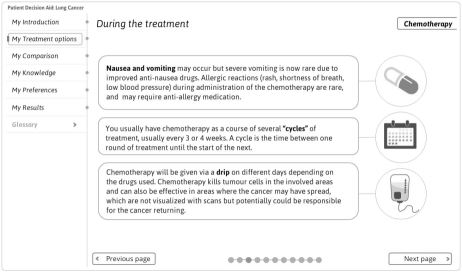 Patient Decision Aid Lung Cancer
My Introduction
My Treatment options
My Comparison
My Knowledge
My Preferences
My Results
Glossary >
During the treatment
Chemotherapy
Nausea and vomiting may occur but severe vomiting is now rare due to
improved anti-nausea drugs. Allergic reactions (rash, shortness of breath,
low blood pressure) during administration of the chemotherapy are rare,
and may require anti-allergy medication.
You usually have chemotherapy as a course of several "cycles" of
treatment, usually every 3 or 4 weeks. A cycle is the time between one
round of treatment until the start of the next.
Chemotherapy will be given via a drip on different days depending on
the drugs used. Chemotherapy kills tumour cells in the involved areas
and can also be effective in areas where the cancer may have spread,
which are not visualized with scans but potentially could be responsible
for the cancer returning.
< Previous page
Next page >